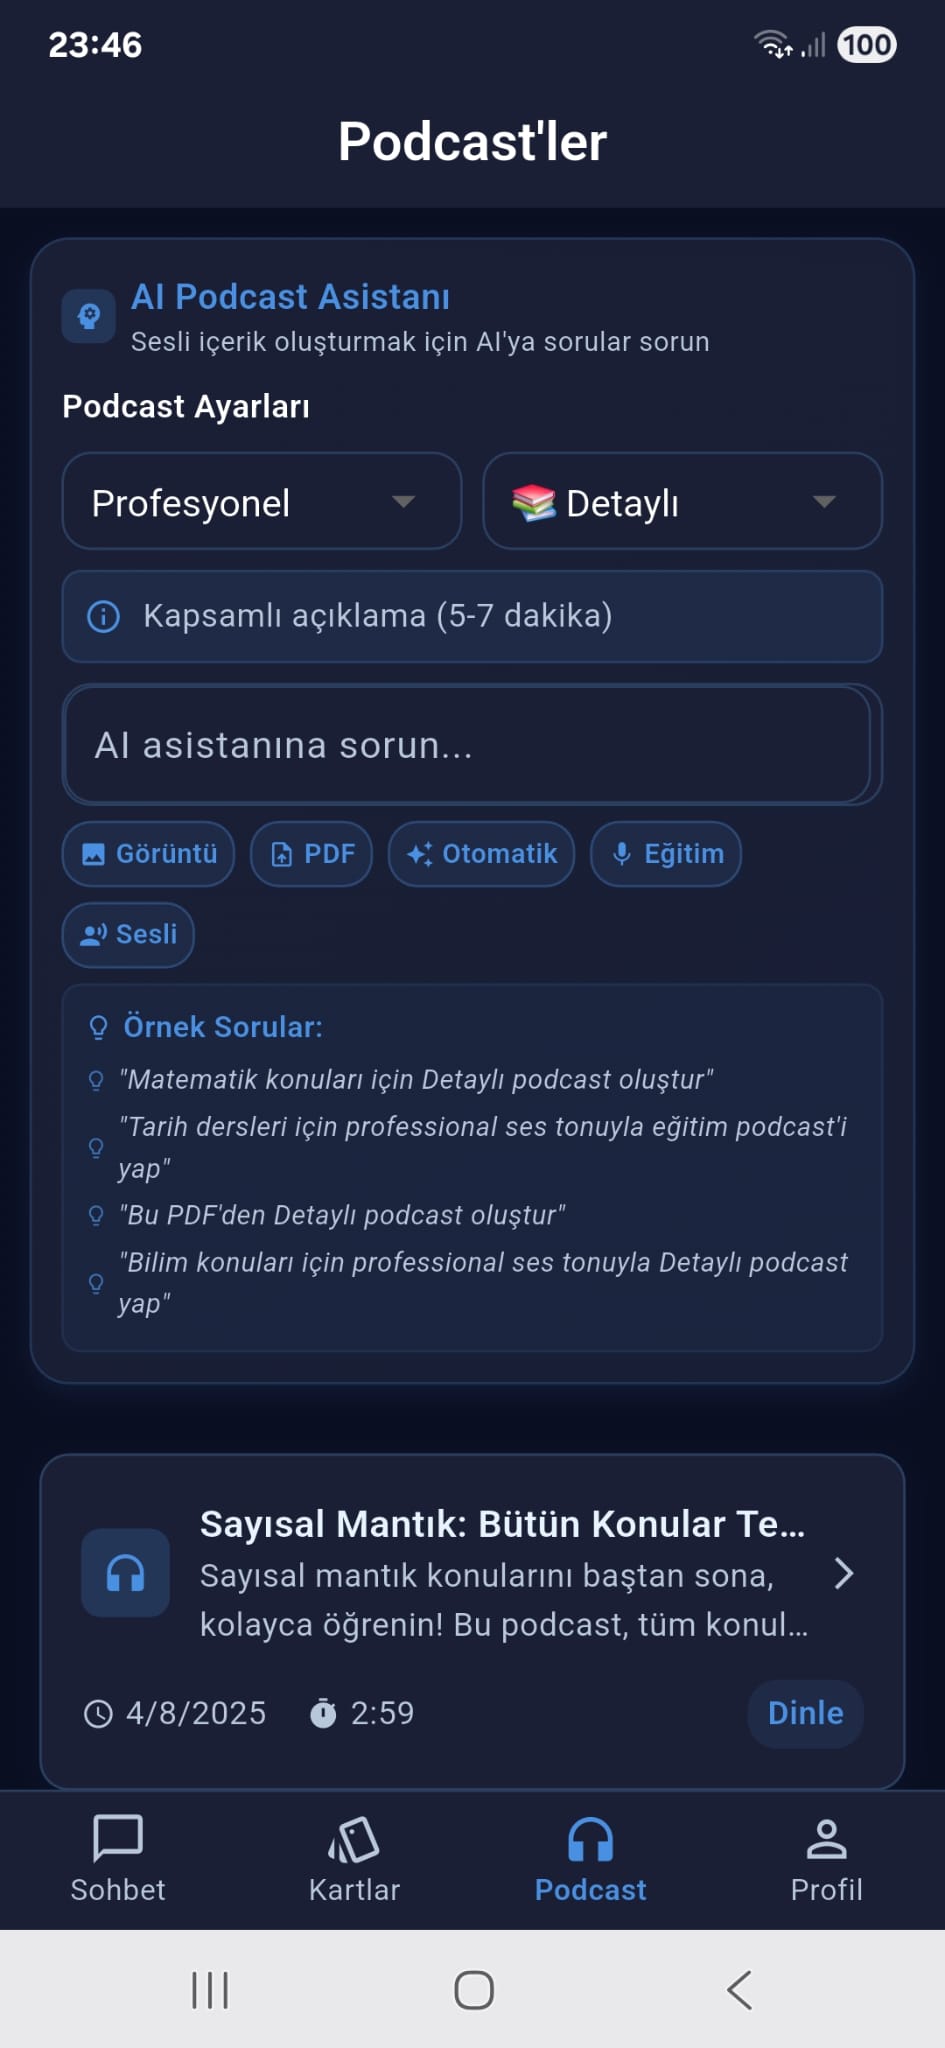 23:46
100
Podcast'ler
AI Podcast Asistanı
Sesli içerik oluşturmak için AI'ya sorular sorun
Podcast Ayarları
Profesyonel
Detaylı
Kapsamlı açıklama (5-7 dakika)
AI asistanına sorun...
Görüntü
PDF
Otomatik
Eğitim
Sesli
Örnek Sorular:
"Matematik konuları için Detaylı podcast oluştur"
"Tarih dersleri için professional ses tonuyla eğitim podcast'i
yap"
"Bu PDF'den Detaylı podcast oluştur"
"Bilim konuları için professional ses tonuyla Detaylı podcast
yap"
Sayısal Mantık: Bütün Konular Te...
Sayısal mantık konularını baştan sona,
kolayca öğrenin! Bu podcast, tüm konul...
4/8/2025
2:59
Dinle
Sohbet
Kartlar
Podcast
Profil